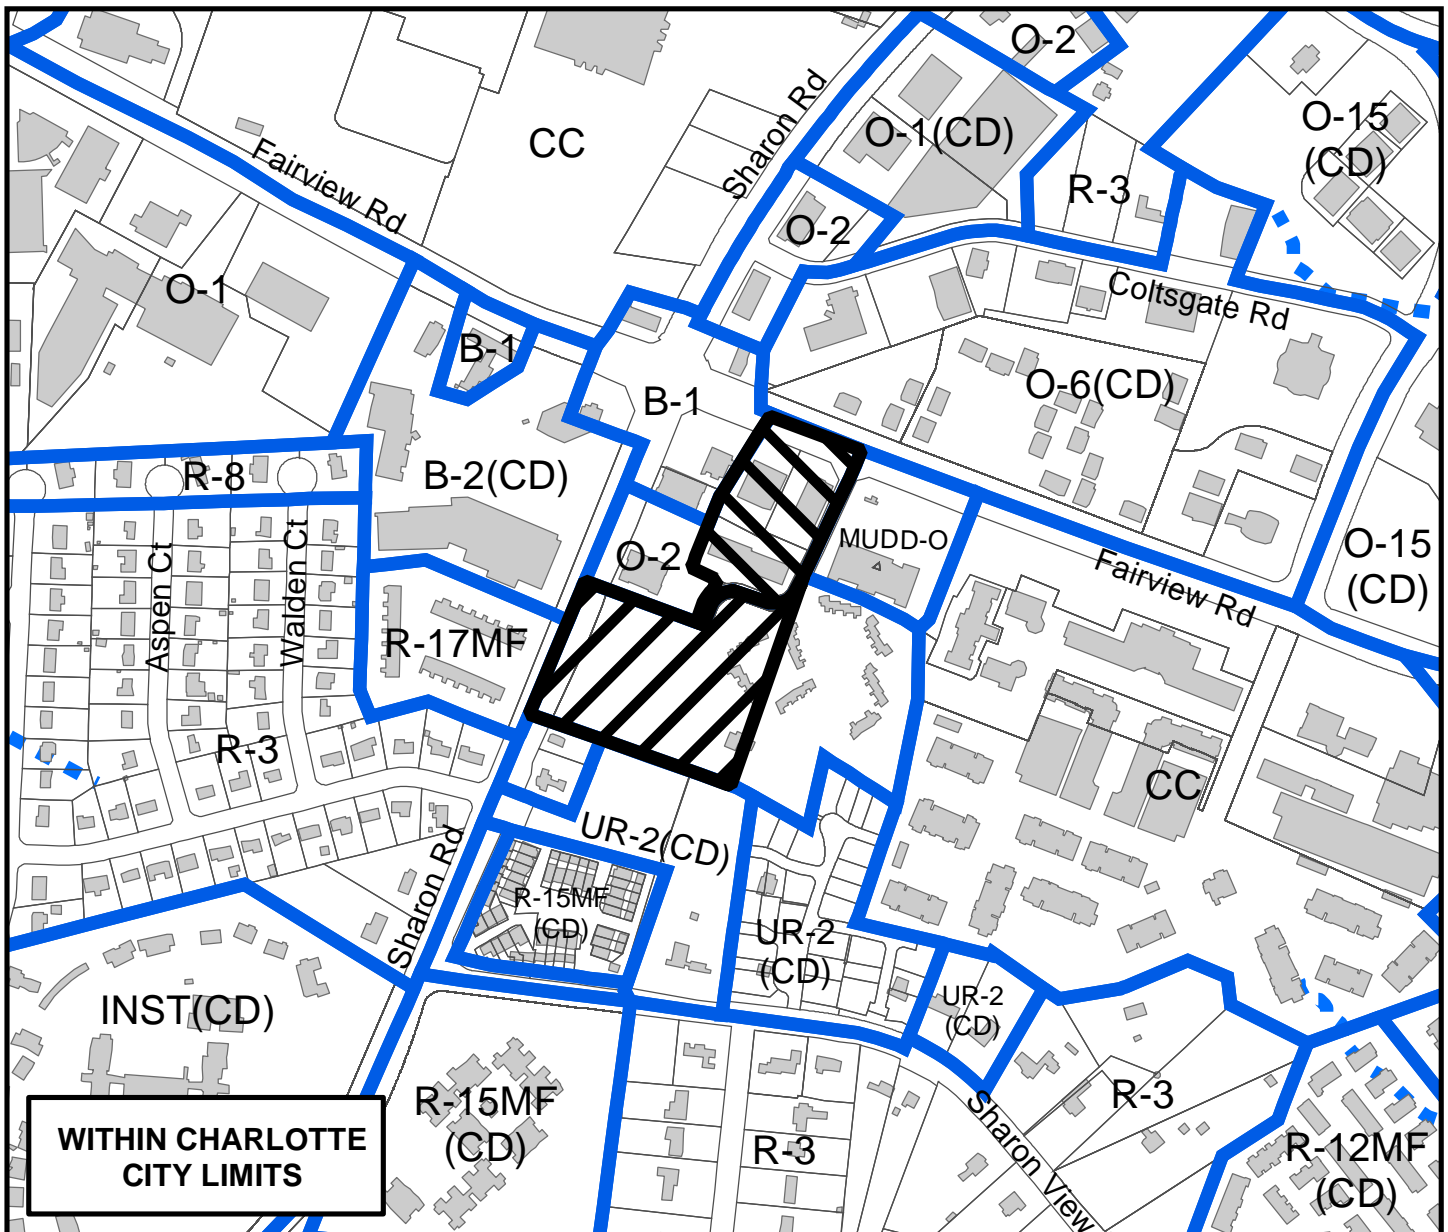 O-2
CC
Sharon Rd
O-1(CD)
O-15
(CD)
Fairview Rd
R-3
O-2
O-1
Coltsgate Rd
B-1
B-1
O-6(CD)
R-8
B-2(CD)
O-2
MUDD-O
O-15
(CD)
Fairview Rd
Aspen Ct
Walden Ct
R-17MF
R-3
CC
UR-2(CD)
Sharon Rd
R-15MF
(CD)
UR-2
(CD)
UR-2
(CD)
INST(CD)
R-15MF
(CD)
R-3
Sharon View
R-3
R-12MF
(CD)
WITHIN CHARLOTTE
CITY LIMITS